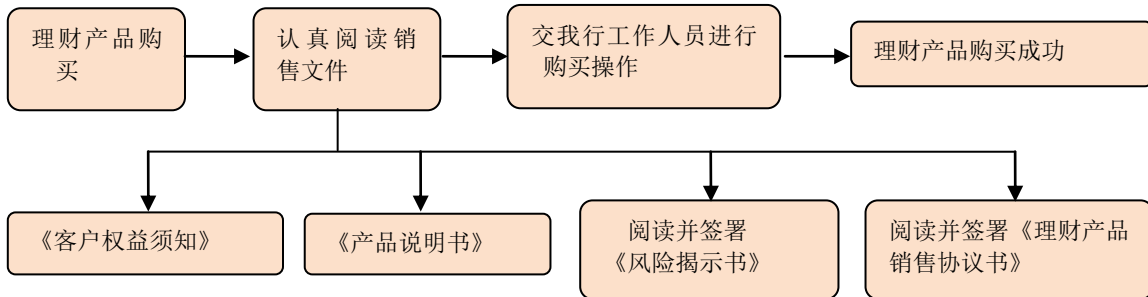 理财产品购
买
认真阅读销
售文件
交我行工作人员进行
购买操作
理财产品购买成功
《客户权益须知》
《产品说明书》
阅读并签署
《风险揭示书》
阅读并签署《理财产品
销售协议书》